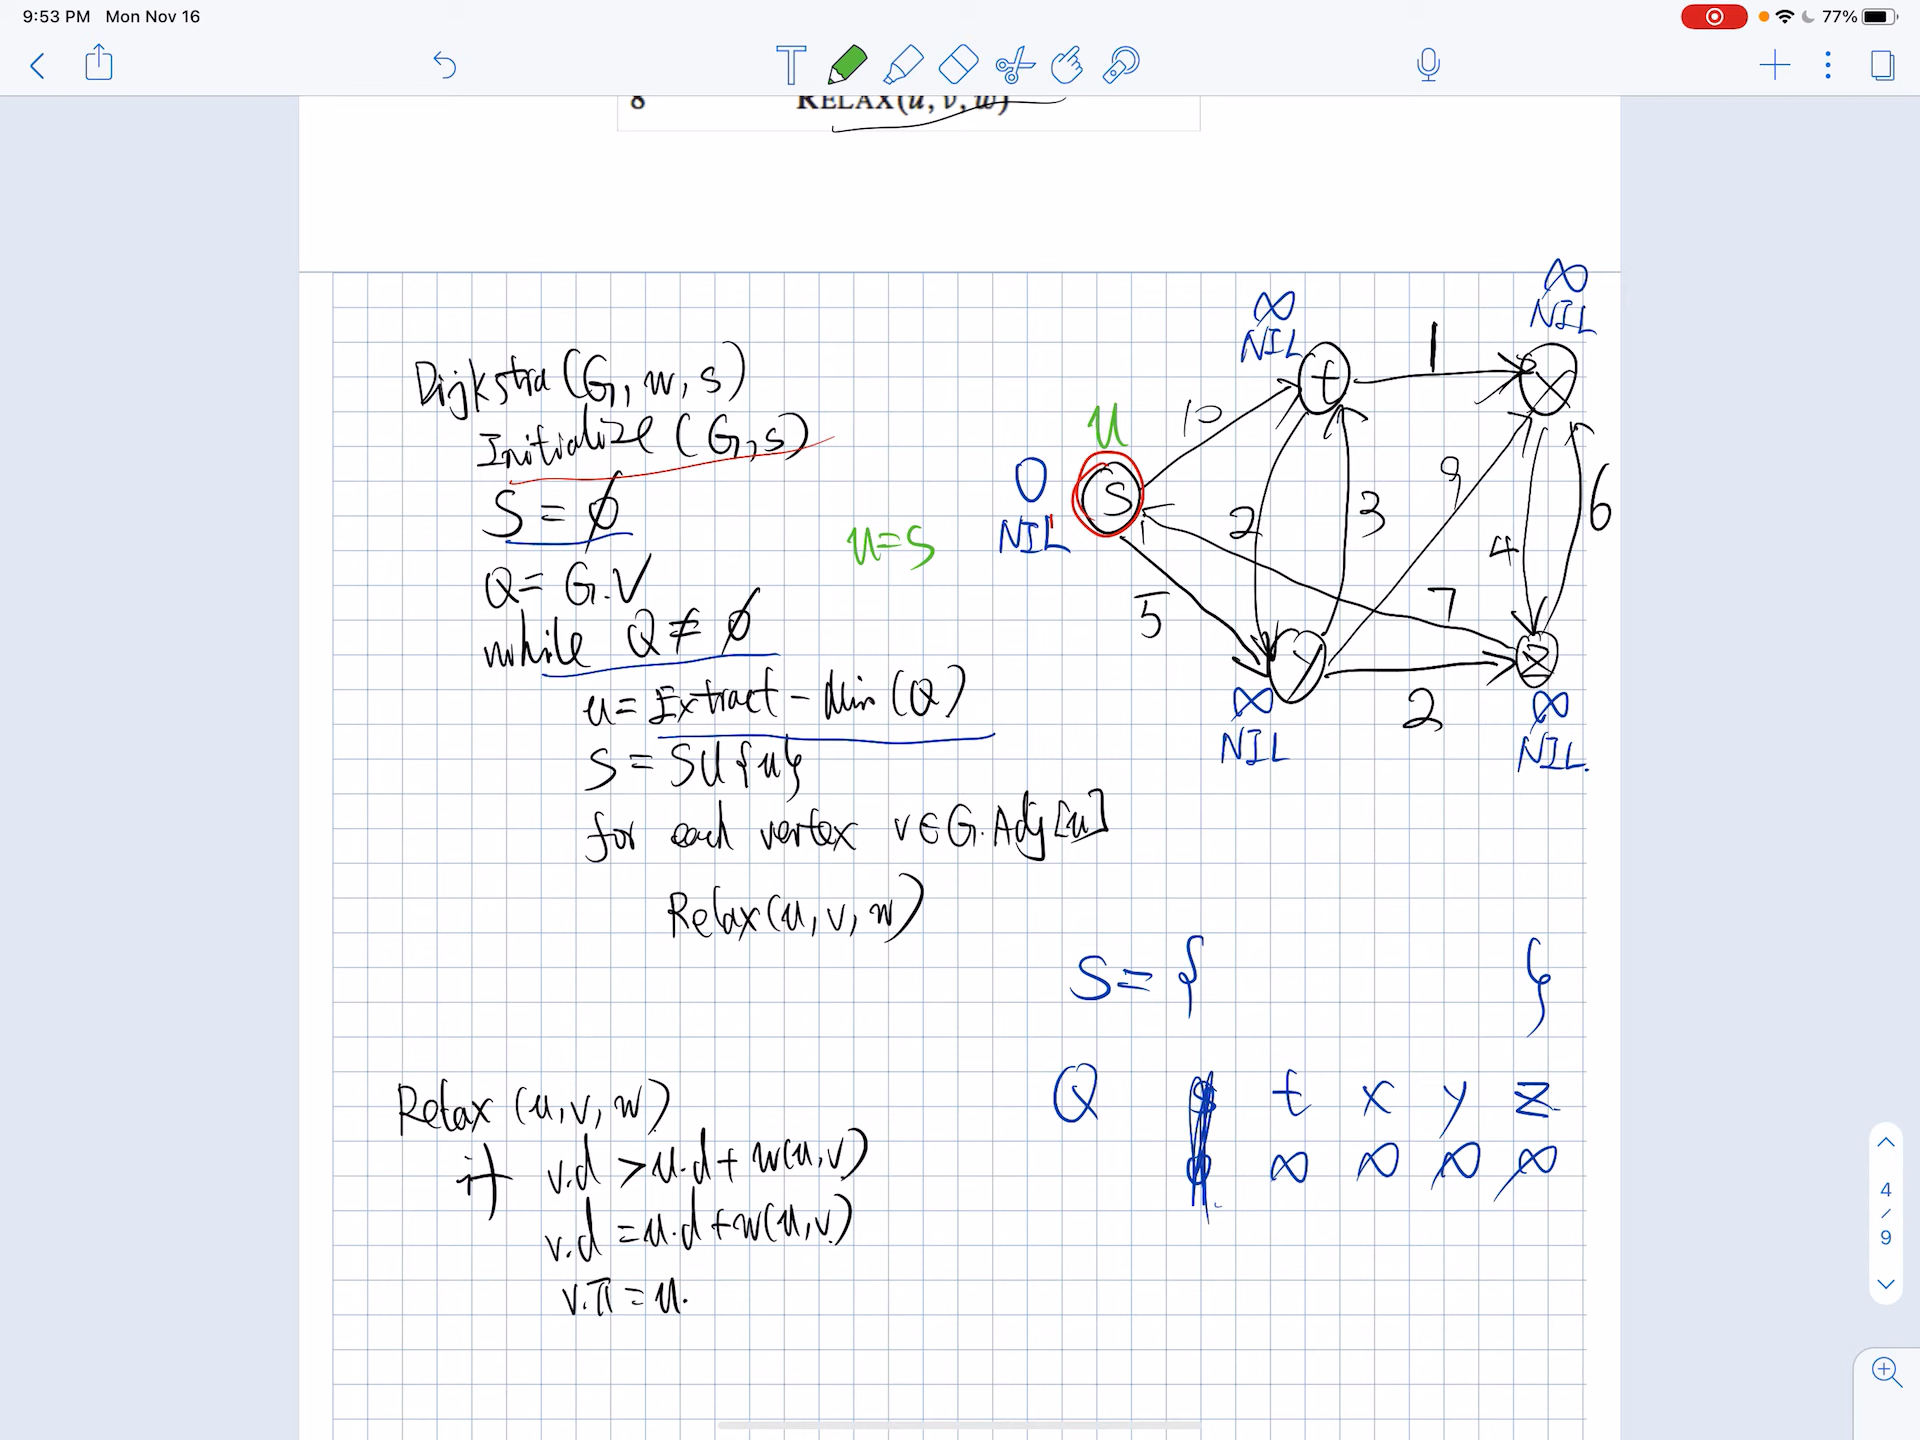 9:53 PM Mon Nov 16
77%
8 RELAX(u, v, w)
Dijkstra (G, w, s)
Initialize (G, s)
S = ∅
Q = G.V
while Q ≠ ∅
u = Extract-Min(Q)
S = S ∪ {u}
for each vertex v ∈ G.Adj[u]
Relax(u, v, w)
Relax (u, v, w)
if v.d > u.d + w(u,v)
v.d = u.d + w(u,v)
v.π = u.
u = s
u
0
NIL
s
∞
NIL
t
∞
NIL
x
y
∞
NIL
z
∞
NIL.
10
1
2
3
9
4
6
5
7
2
S = { }
Q s t x y z
0 ∞ ∞ ∞ ∞
T
4
/
9